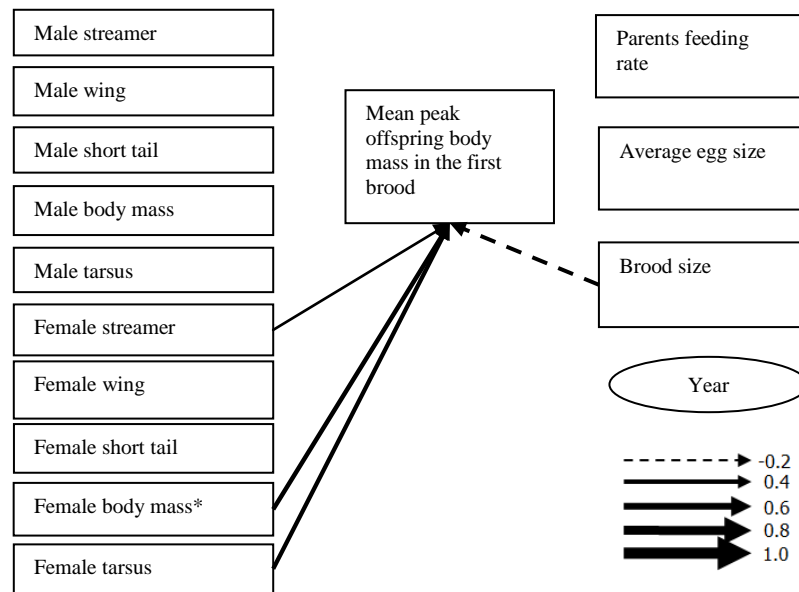 Male streamer
Male wing
Male short tail
Male body mass
Male tarsus
Female streamer
Female wing
Female short tail
Female body mass*
Female tarsus
Mean peak
offspring body
mass in the first
brood
Parents feeding
rate
Average egg size
Brood size
Year
-0.2
0.4
0.6
0.8
1.0